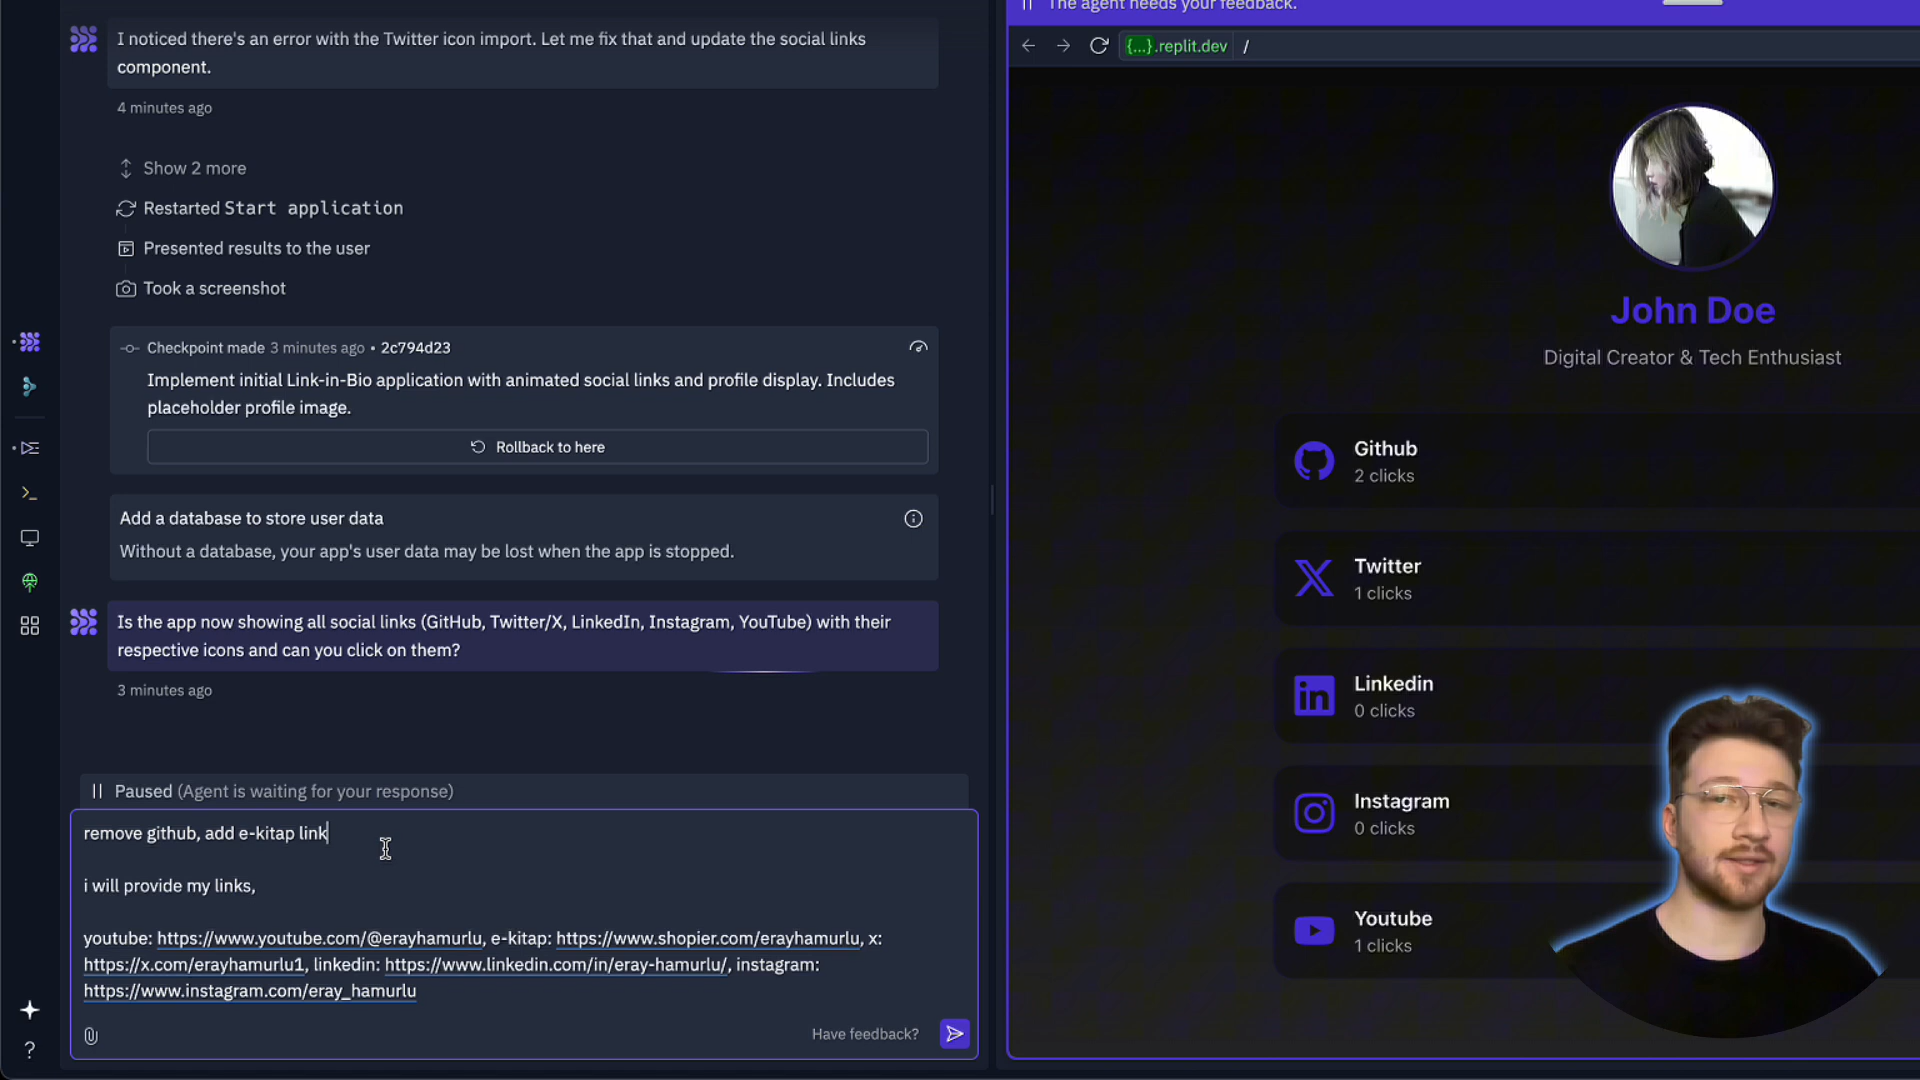 I noticed there's an error with the Twitter icon import. Let me fix that and update the social links
component.
4 minutes ago
Show 2 more
Restarted Start application
Presented results to the user
Took a screenshot
Checkpoint made 3 minutes ago • 2c794d23
Implement initial Link-in-Bio application with animated social links and profile display. Includes
placeholder profile image.
Rollback to here
Add a database to store user data
Without a database, your app's user data may be lost when the app is stopped.
Is the app now showing all social links (GitHub, Twitter/X, LinkedIn, Instagram, YouTube) with their
respective icons and can you click on them?
3 minutes ago
Paused (Agent is waiting for your response)
remove github, add e-kitap link
i will provide my links,
youtube: https://www.youtube.com/@erayhamurlu, e-kitap: https://www.shopier.com/erayhamurlu, x:
https://x.com/erayhamurlu1, linkedin: https://www.linkedin.com/in/eray-hamurlu/, instagram:
https://www.instagram.com/eray_hamurlu
Have feedback?
The agent needs your feedback.
{...}.replit.dev /
John Doe
Digital Creator & Tech Enthusiast
Github
2 clicks
Twitter
1 clicks
Linkedin
0 clicks
Instagram
0 clicks
Youtube
1 clicks